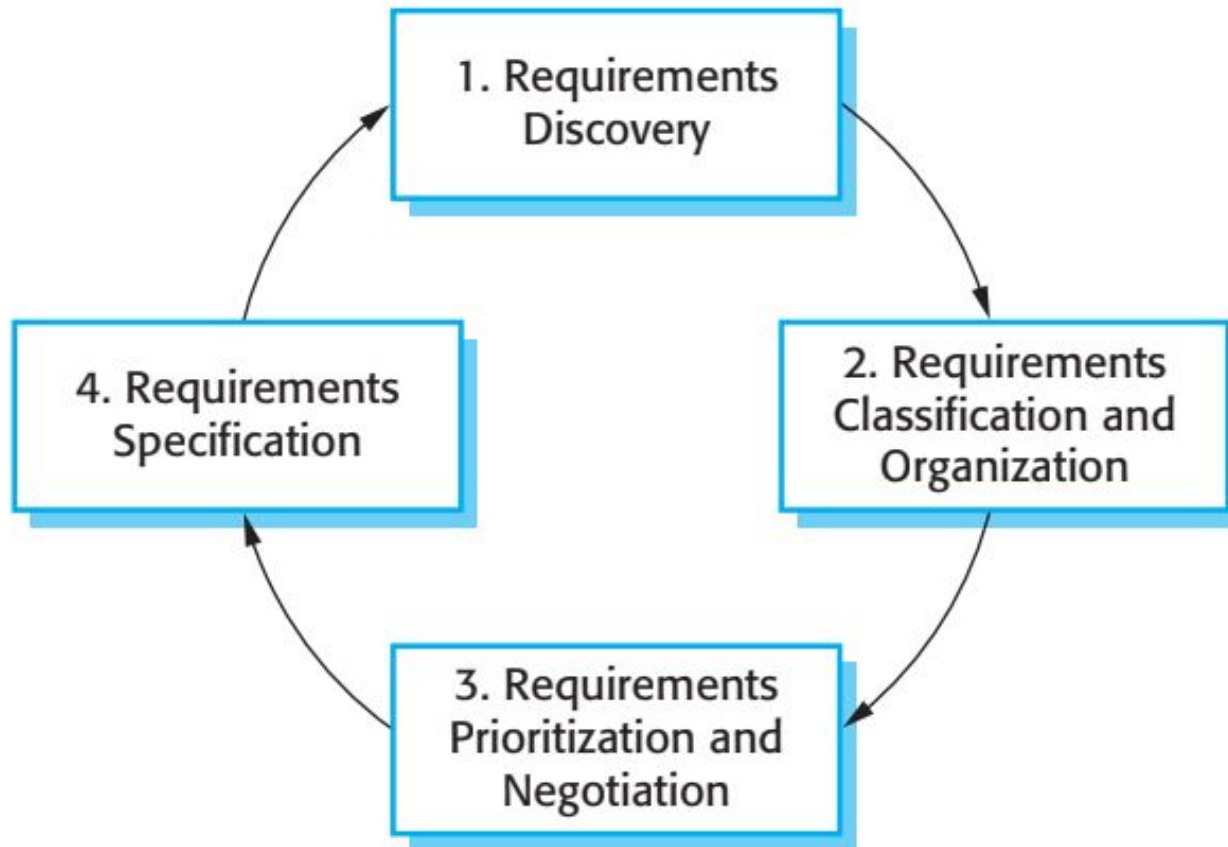 1. Requirements
Discovery
2. Requirements
Classification and
Organization
3. Requirements
Prioritization and
Negotiation
4. Requirements
Specification